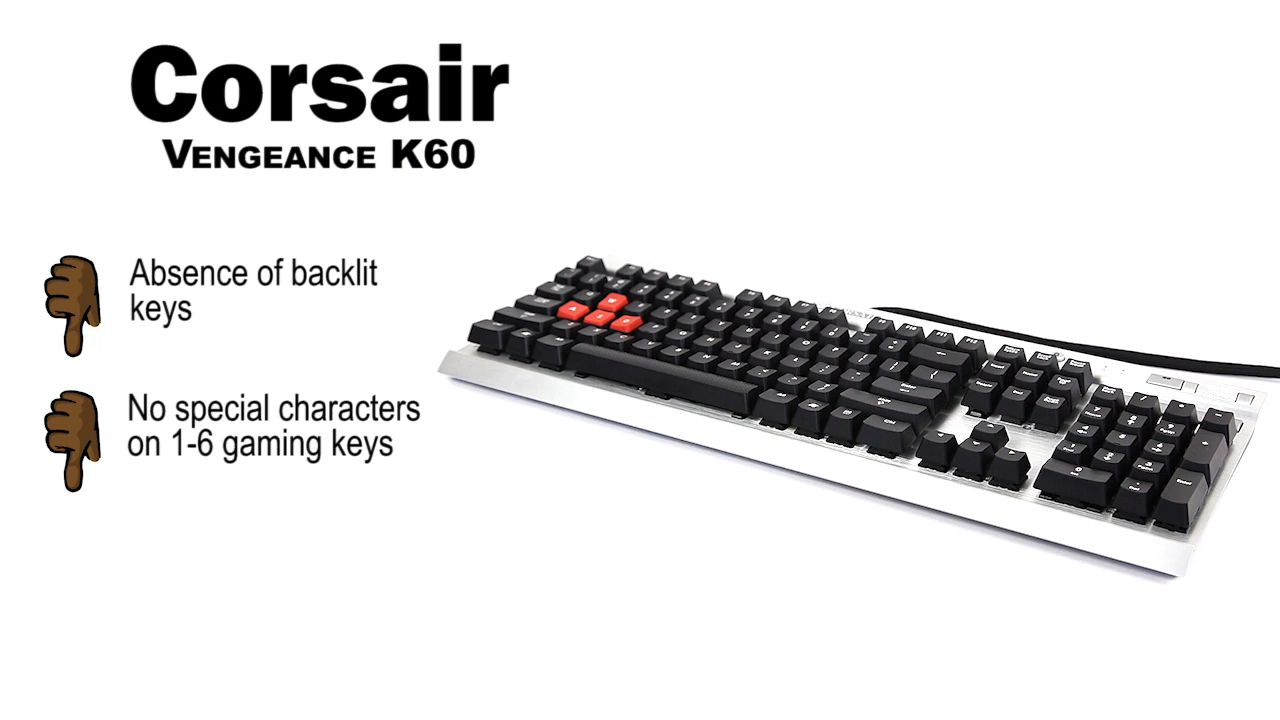 Corsair
VENGEANCE K60
Absence of backlit
keys
No special characters
on 1-6 gaming keys